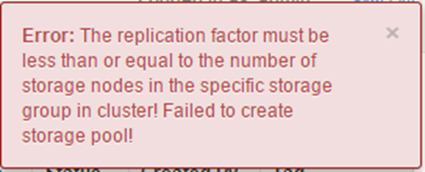 Error: The replication factor must be
less than or equal to the number of
storage nodes in the specific storage
group in cluster! Failed to create
storage pool!
×